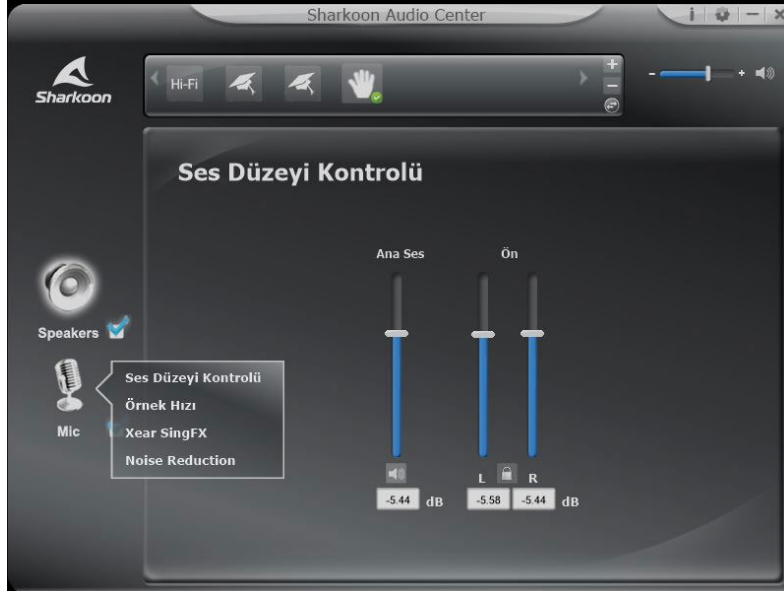 Sharkoon Audio Center
i
Sharkoon
Hi-Fi
- +
Ses Düzeyi Kontrolü
Ana Ses
Ön
Speakers
Mic
Ses Düzeyi Kontrolü
Örnek Hızı
Xear SingFX
Noise Reduction
L R
-5.44 dB
-5.58 -5.44 dB